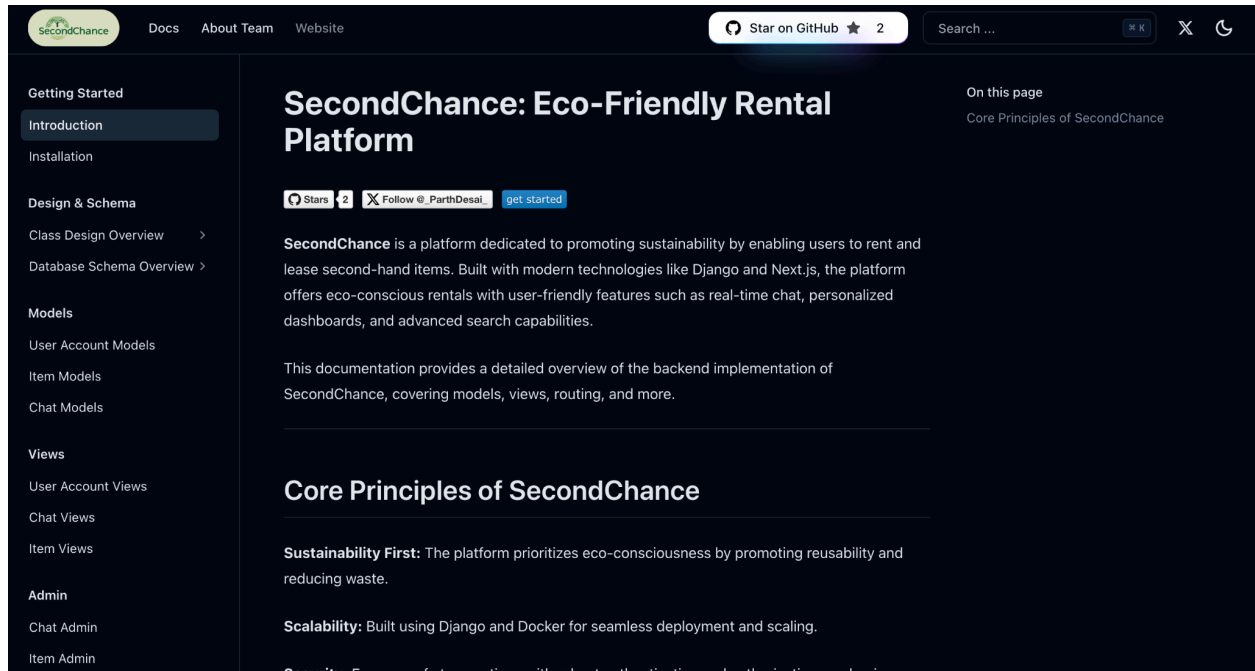 SecondChance
Docs
About Team
Website
Star on GitHub
2
Search ...
⌘ K
Getting Started
Introduction
Installation
Design & Schema
Class Design Overview
Database Schema Overview
Models
User Account Models
Item Models
Chat Models
Views
User Account Views
Chat Views
Item Views
Admin
Chat Admin
Item Admin
SecondChance: Eco-Friendly Rental
Platform
Stars
2
Follow @_ParthDesai_
get started
SecondChance is a platform dedicated to promoting sustainability by enabling users to rent and
lease second-hand items. Built with modern technologies like Django and Next.js, the platform
offers eco-conscious rentals with user-friendly features such as real-time chat, personalized
dashboards, and advanced search capabilities.
This documentation provides a detailed overview of the backend implementation of
SecondChance, covering models, views, routing, and more.
Core Principles of SecondChance
Sustainability First: The platform prioritizes eco-consciousness by promoting reusability and
reducing waste.
Scalability: Built using Django and Docker for seamless deployment and scaling.
On this page
Core Principles of SecondChance